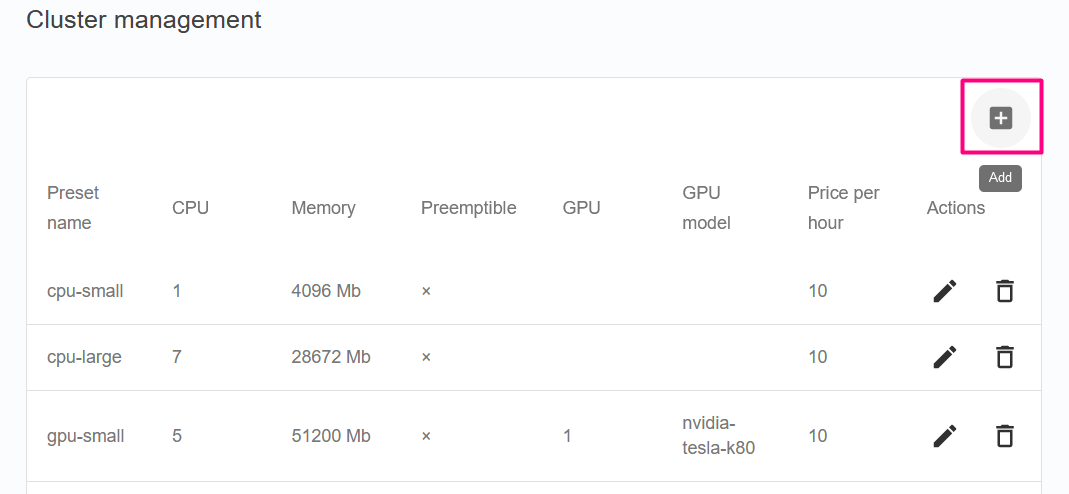 Cluster management
Add
Preset name CPU Memory Preemptible GPU GPU model Price per hour Actions
cpu-small 1 4096 Mb × 10
cpu-large 7 28672 Mb × 10
gpu-small 5 51200 Mb × 1 nvidia-tesla-k80 10